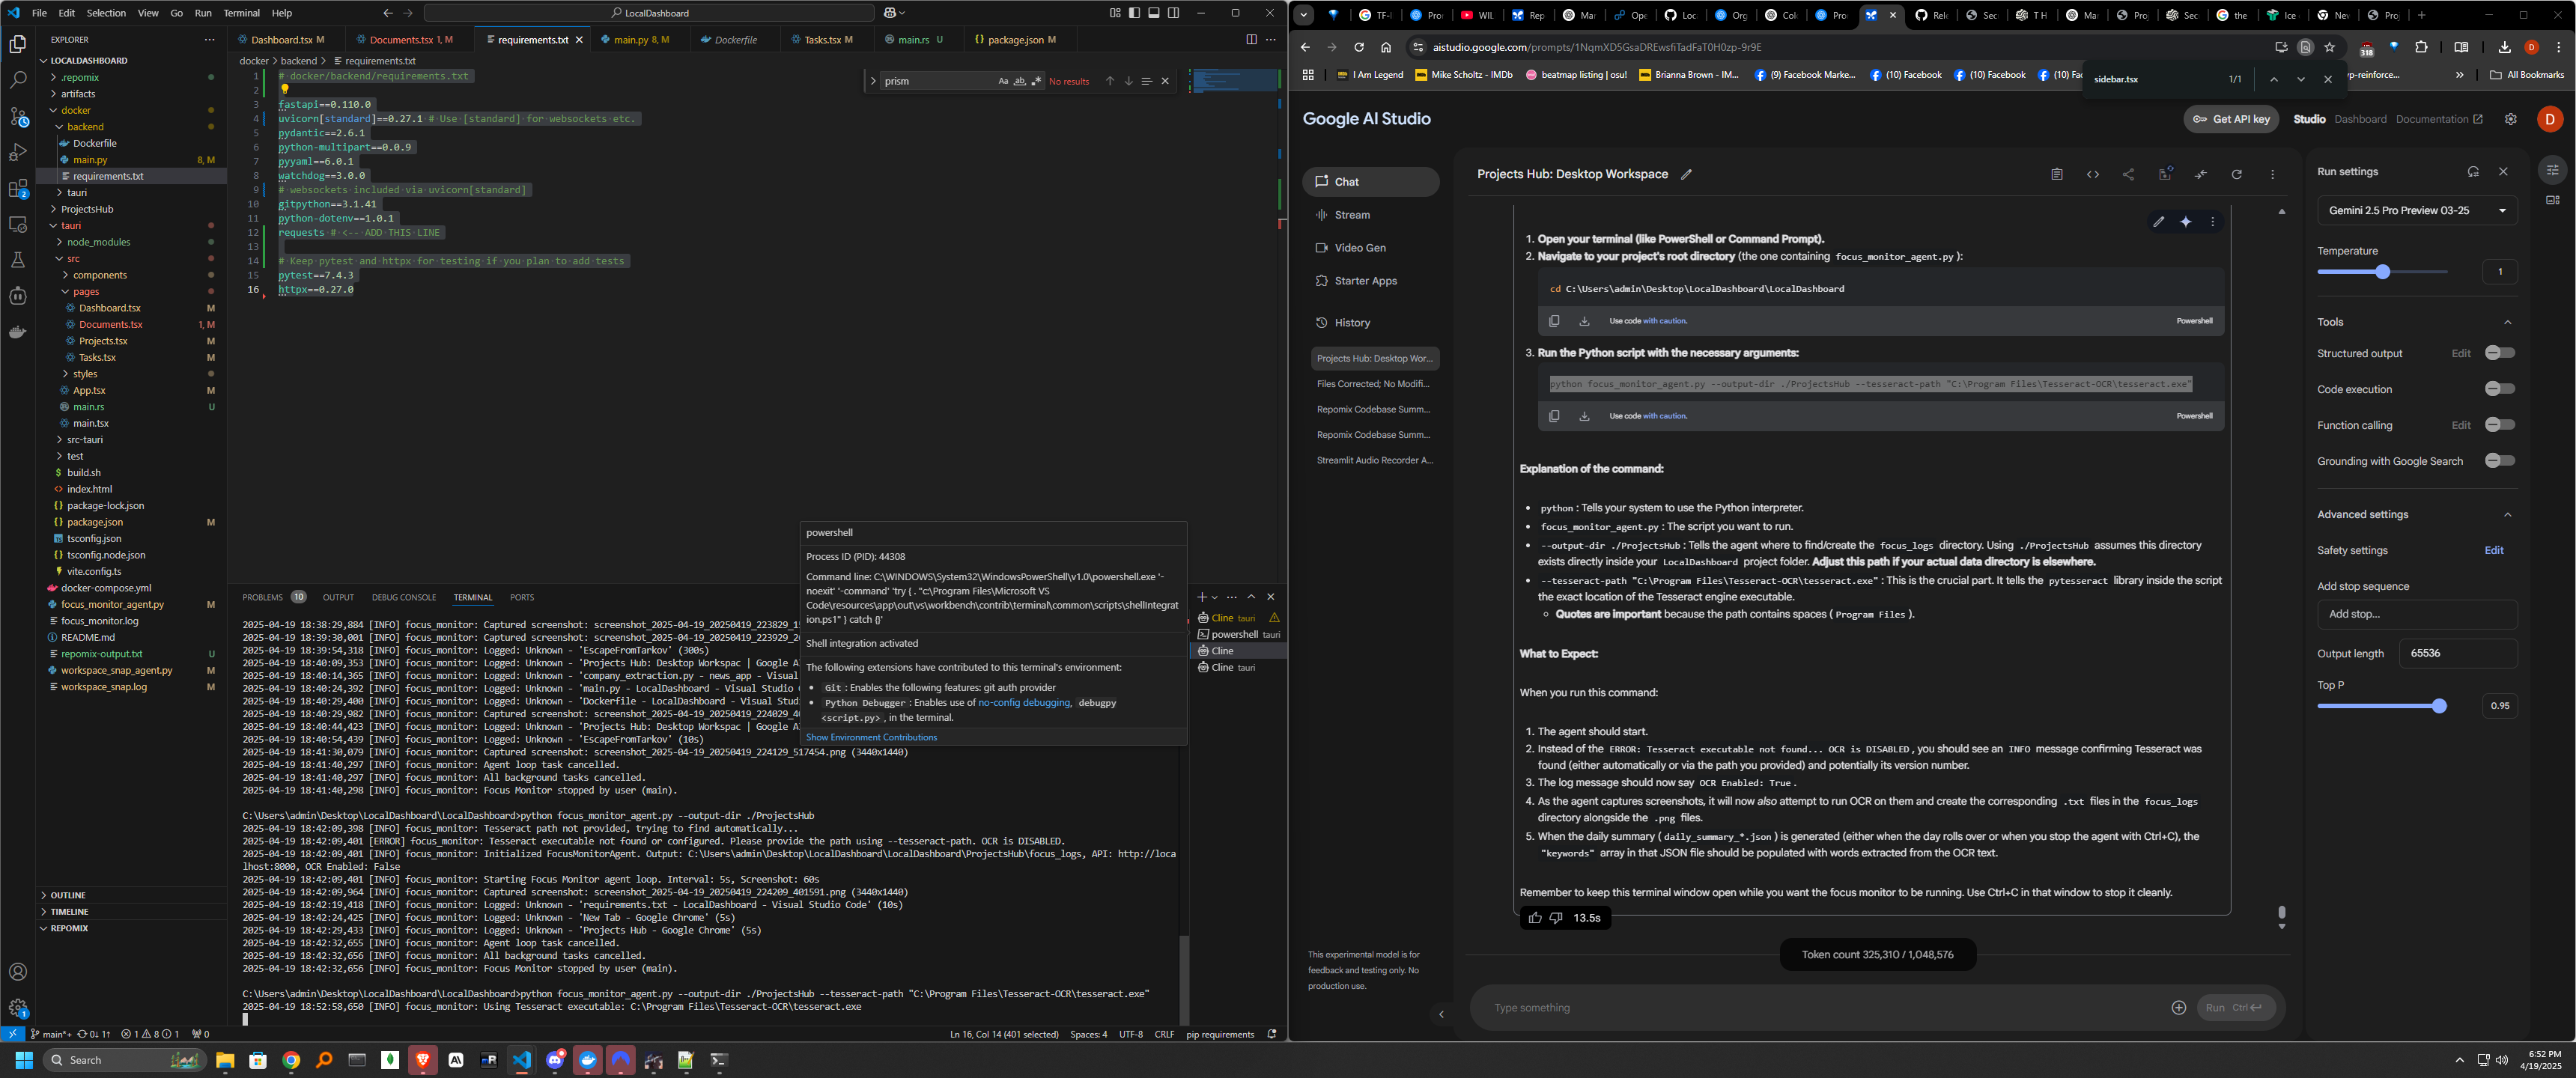 File Edit Selection View Go Run Terminal Help
LocalDashboard
EXPLORER
LOCALDASHBOARD
.repomix
artifacts
docker
backend
Dockerfile
main.py 8, M
requirements.txt
tauri
ProjectsHub
tauri
node_modules
src
components
pages
Dashboard.tsx M
Documents.tsx 1, M
Projects.tsx M
Tasks.tsx M
styles
App.tsx M
main.rs U
main.tsx
src-tauri
test
build.sh
index.html
package-lock.json
package.json M
tsconfig.json
tsconfig.node.json
vite.config.ts
docker-compose.yml
focus_monitor_agent.py M
focus_monitor.log
README.md
repomix-output.txt U
workspace_snap_agent.py M
workspace_snap.log M
OUTLINE
TIMELINE
REPOMIX
Dashboard.tsx M Documents.tsx 1, M requirements.txt main.py 8, M Dockerfile Tasks.tsx M main.rs U package.json M
docker > backend > requirements.txt
prism Aa ab No results
1 # docker/backend/requirements.txt
2
3 fastapi==0.110.0
4 uvicorn[standard]==0.27.1 # Use [standard] for websockets etc.
5 pydantic==2.6.1
6 python-multipart==0.0.9
7 pyyaml==6.0.1
8 watchdog==3.0.0
9 # websockets included via uvicorn[standard]
10 gitpython==3.1.41
11 python-dotenv==1.0.1
12 requests # <-- ADD THIS LINE
13
14 # Keep pytest and httpx for testing if you plan to add tests
15 pytest==7.4.3
16 httpx==0.27.0
powershell
Process ID (PID): 44308
Command line: C:\WINDOWS\System32\WindowsPowerShell\v1.0\powershell.exe '-
noexit' '-command' 'try { . "c:\Program Files\Microsoft VS
Code\resources\app\out\vs\workbench\contrib\terminal\common\scripts\shellIntegrat
ion.ps1" } catch {}'
Shell integration activated
The following extensions have contributed to this terminal's environment:
Git : Enables the following features: git auth provider
Python Debugger : Enables use of no-config debugging, debugpy
<script.py> , in the terminal.
Show Environment Contributions
PROBLEMS 10 OUTPUT DEBUG CONSOLE TERMINAL PORTS
Cline tauri
powershell tauri
Cline
Cline tauri
2025-04-19 18:38:29,884 [INFO] focus_monitor: Captured screenshot: screenshot_2025-04-19_20250419_223829_
2025-04-19 18:39:30,001 [INFO] focus_monitor: Captured screenshot: screenshot_2025-04-19_20250419_223929_
2025-04-19 18:39:54,318 [INFO] focus_monitor: Logged: Unknown - 'EscapeFromTarkov' (300s)
2025-04-19 18:40:09,353 [INFO] focus_monitor: Logged: Unknown - 'Projects Hub: Desktop Workspac | Google A
2025-04-19 18:40:14,365 [INFO] focus_monitor: Logged: Unknown - 'company_extraction.py - news_app - Visual
2025-04-19 18:40:24,392 [INFO] focus_monitor: Logged: Unknown - 'main.py - LocalDashboard - Visual Studio
2025-04-19 18:40:29,400 [INFO] focus_monitor: Logged: Unknown - 'Dockerfile - LocalDashboard - Visual Stud
2025-04-19 18:40:29,982 [INFO] focus_monitor: Captured screenshot: screenshot_2025-04-19_20250419_224029_
2025-04-19 18:40:44,423 [INFO] focus_monitor: Logged: Unknown - 'Projects Hub: Desktop Workspac | Google A
2025-04-19 18:40:54,439 [INFO] focus_monitor: Logged: Unknown - 'EscapeFromTarkov' (10s)
2025-04-19 18:41:30,079 [INFO] focus_monitor: Captured screenshot: screenshot_2025-04-19_20250419_224129_517454.png (3440x1440)
2025-04-19 18:41:40,297 [INFO] focus_monitor: Agent loop task cancelled.
2025-04-19 18:41:40,297 [INFO] focus_monitor: All background tasks cancelled.
2025-04-19 18:41:40,298 [INFO] focus_monitor: Focus Monitor stopped by user (main).
C:\Users\admin\Desktop\LocalDashboard\LocalDashboard>python focus_monitor_agent.py --output-dir ./ProjectsHub
2025-04-19 18:42:09,398 [INFO] focus_monitor: Tesseract path not provided, trying to find automatically...
2025-04-19 18:42:09,401 [ERROR] focus_monitor: Tesseract executable not found or configured. Please provide the path using --tesseract-path. OCR is DISABLED.
2025-04-19 18:42:09,401 [INFO] focus_monitor: Initialized FocusMonitorAgent. Output: C:\Users\admin\Desktop\LocalDashboard\LocalDashboard\ProjectsHub\focus_logs, API: http://loca
lhost:8000, OCR Enabled: False
2025-04-19 18:42:09,401 [INFO] focus_monitor: Starting Focus Monitor agent loop. Interval: 5s, Screenshot: 60s
2025-04-19 18:42:09,964 [INFO] focus_monitor: Captured screenshot: screenshot_2025-04-19_20250419_224209_401591.png (3440x1440)
2025-04-19 18:42:19,418 [INFO] focus_monitor: Logged: Unknown - 'requirements.txt - LocalDashboard - Visual Studio Code' (10s)
2025-04-19 18:42:24,425 [INFO] focus_monitor: Logged: Unknown - 'New Tab - Google Chrome' (5s)
2025-04-19 18:42:29,433 [INFO] focus_monitor: Logged: Unknown - 'Projects Hub - Google Chrome' (5s)
2025-04-19 18:42:32,655 [INFO] focus_monitor: Agent loop task cancelled.
2025-04-19 18:42:32,656 [INFO] focus_monitor: All background tasks cancelled.
2025-04-19 18:42:32,656 [INFO] focus_monitor: Focus Monitor stopped by user (main).
C:\Users\admin\Desktop\LocalDashboard\LocalDashboard>python focus_monitor_agent.py --output-dir ./ProjectsHub --tesseract-path "C:\Program Files\Tesseract-OCR\tesseract.exe"
2025-04-19 18:52:58,650 [INFO] focus_monitor: Using Tesseract executable: C:\Program Files\Tesseract-OCR\tesseract.exe
main*+ 0↓ 1↑ 1 8 1 0 Ln 16, Col 14 (401 selected) Spaces: 4 UTF-8 CRLF pip requirements
TF-I Pro WIL Rep Mar Ope Loc Org Col Pro Rel Sec T H Ma Proj Sec the Ice New Proj
aistudio.google.com/prompts/1NqmXD5GsaDREwsfiTadFaT0H0zp-9r9E
318
I Am Legend Mike Scholtz - IMDb beatmap listing | osu! Brianna Brown - IM... (9) Facebook Marke... (10) Facebook (10) Facebook (10) Fac yp-reinforce... All Bookmarks
sidebar.tsx 1/1
Google AI Studio
Get API key Studio Dashboard Documentation D
Chat
Stream
Video Gen
Starter Apps
History
Projects Hub: Desktop Wor...
Files Corrected; No Modifi...
Repomix Codebase Summ...
Repomix Codebase Summ...
Streamlit Audio Recorder A...
This experimental model is for
feedback and testing only. No
production use.
Projects Hub: Desktop Workspace
1. Open your terminal (like PowerShell or Command Prompt).
2. Navigate to your project's root directory (the one containing focus_monitor_agent.py ):
cd C:\Users\admin\Desktop\LocalDashboard\LocalDashboard
Use code with caution. Powershell
3. Run the Python script with the necessary arguments:
python focus_monitor_agent.py --output-dir ./ProjectsHub --tesseract-path "C:\Program Files\Tesseract-OCR\tesseract.exe"
Use code with caution. Powershell
Explanation of the command:
python : Tells your system to use the Python interpreter.
focus_monitor_agent.py : The script you want to run.
--output-dir ./ProjectsHub : Tells the agent where to find/create the focus_logs directory. Using ./ProjectsHub assumes this directory
exists directly inside your LocalDashboard project folder. Adjust this path if your actual data directory is elsewhere.
--tesseract-path "C:\Program Files\Tesseract-OCR\tesseract.exe" : This is the crucial part. It tells the pytesseract library inside the script
the exact location of the Tesseract engine executable.
Quotes are important because the path contains spaces ( Program Files ).
What to Expect:
When you run this command:
1. The agent should start.
2. Instead of the ERROR: Tesseract executable not found... OCR is DISABLED , you should see an INFO message confirming Tesseract was
found (either automatically or via the path you provided) and potentially its version number.
3. The log message should now say OCR Enabled: True .
4. As the agent captures screenshots, it will now also attempt to run OCR on them and create the corresponding .txt files in the focus_logs
directory alongside the .png files.
5. When the daily summary ( daily_summary_*.json ) is generated (either when the day rolls over or when you stop the agent with Ctrl+C), the
"keywords" array in that JSON file should be populated with words extracted from the OCR text.
Remember to keep this terminal window open while you want the focus monitor to be running. Use Ctrl+C in that window to stop it cleanly.
13.5s
Token count 325,310 / 1,048,576
Type something
Run Ctrl
Run settings
Gemini 2.5 Pro Preview 03-25
Temperature
1
Tools
Structured output Edit
Code execution
Function calling Edit
Grounding with Google Search
Advanced settings
Safety settings Edit
Add stop sequence
Add stop...
Output length 65536
Top P
0.95
Search
6:52 PM
4/19/2025